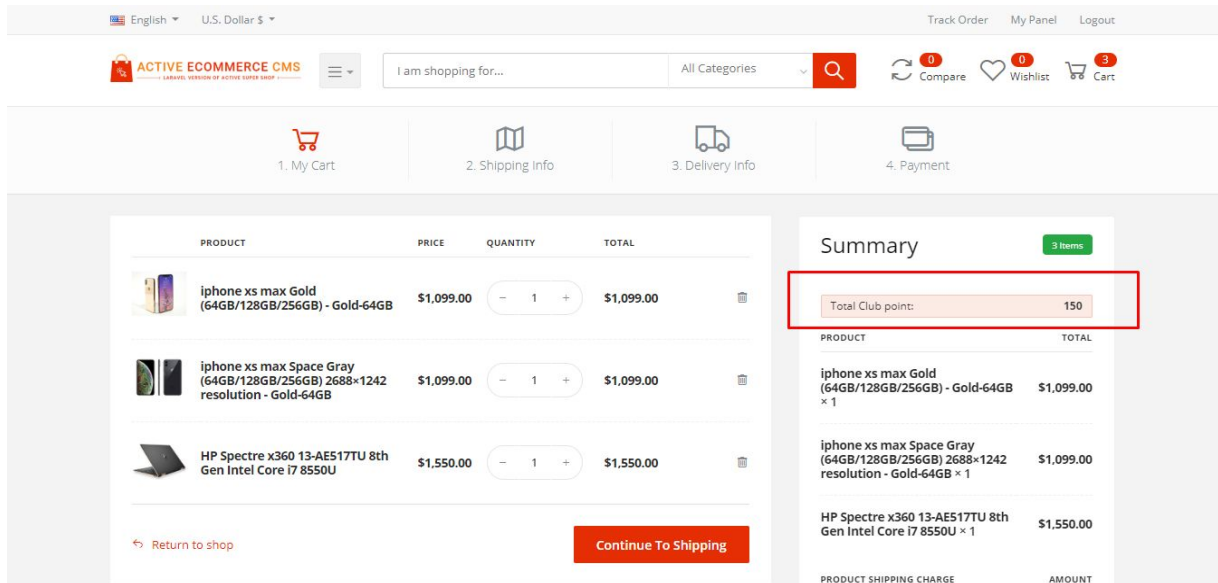 English U.S. Dollar $ Track Order My Panel Logout
ACTIVE ECOMMERCE CMS
LARAVEL VERSION OF ACTIVE SUPER SHOP
I am shopping for... All Categories
0 Compare 0 Wishlist 3 Cart
1. My Cart 2. Shipping Info 3. Delivery Info 4. Payment
PRODUCT PRICE QUANTITY TOTAL
iphone xs max Gold
(64GB/128GB/256GB) - Gold-64GB $1,099.00 − 1 + $1,099.00
iphone xs max Space Gray
(64GB/128GB/256GB) 2688×1242 $1,099.00 − 1 + $1,099.00
resolution - Gold-64GB
HP Spectre x360 13-AE517TU 8th
Gen Intel Core i7 8550U $1,550.00 − 1 + $1,550.00
Return to shop Continue To Shipping
Summary 3 Items
Total Club point: 150
PRODUCT TOTAL
iphone xs max Gold
(64GB/128GB/256GB) - Gold-64GB $1,099.00
× 1
iphone xs max Space Gray
(64GB/128GB/256GB) 2688×1242 $1,099.00
resolution - Gold-64GB × 1
HP Spectre x360 13-AE517TU 8th
Gen Intel Core i7 8550U × 1 $1,550.00
PRODUCT SHIPPING CHARGE AMOUNT